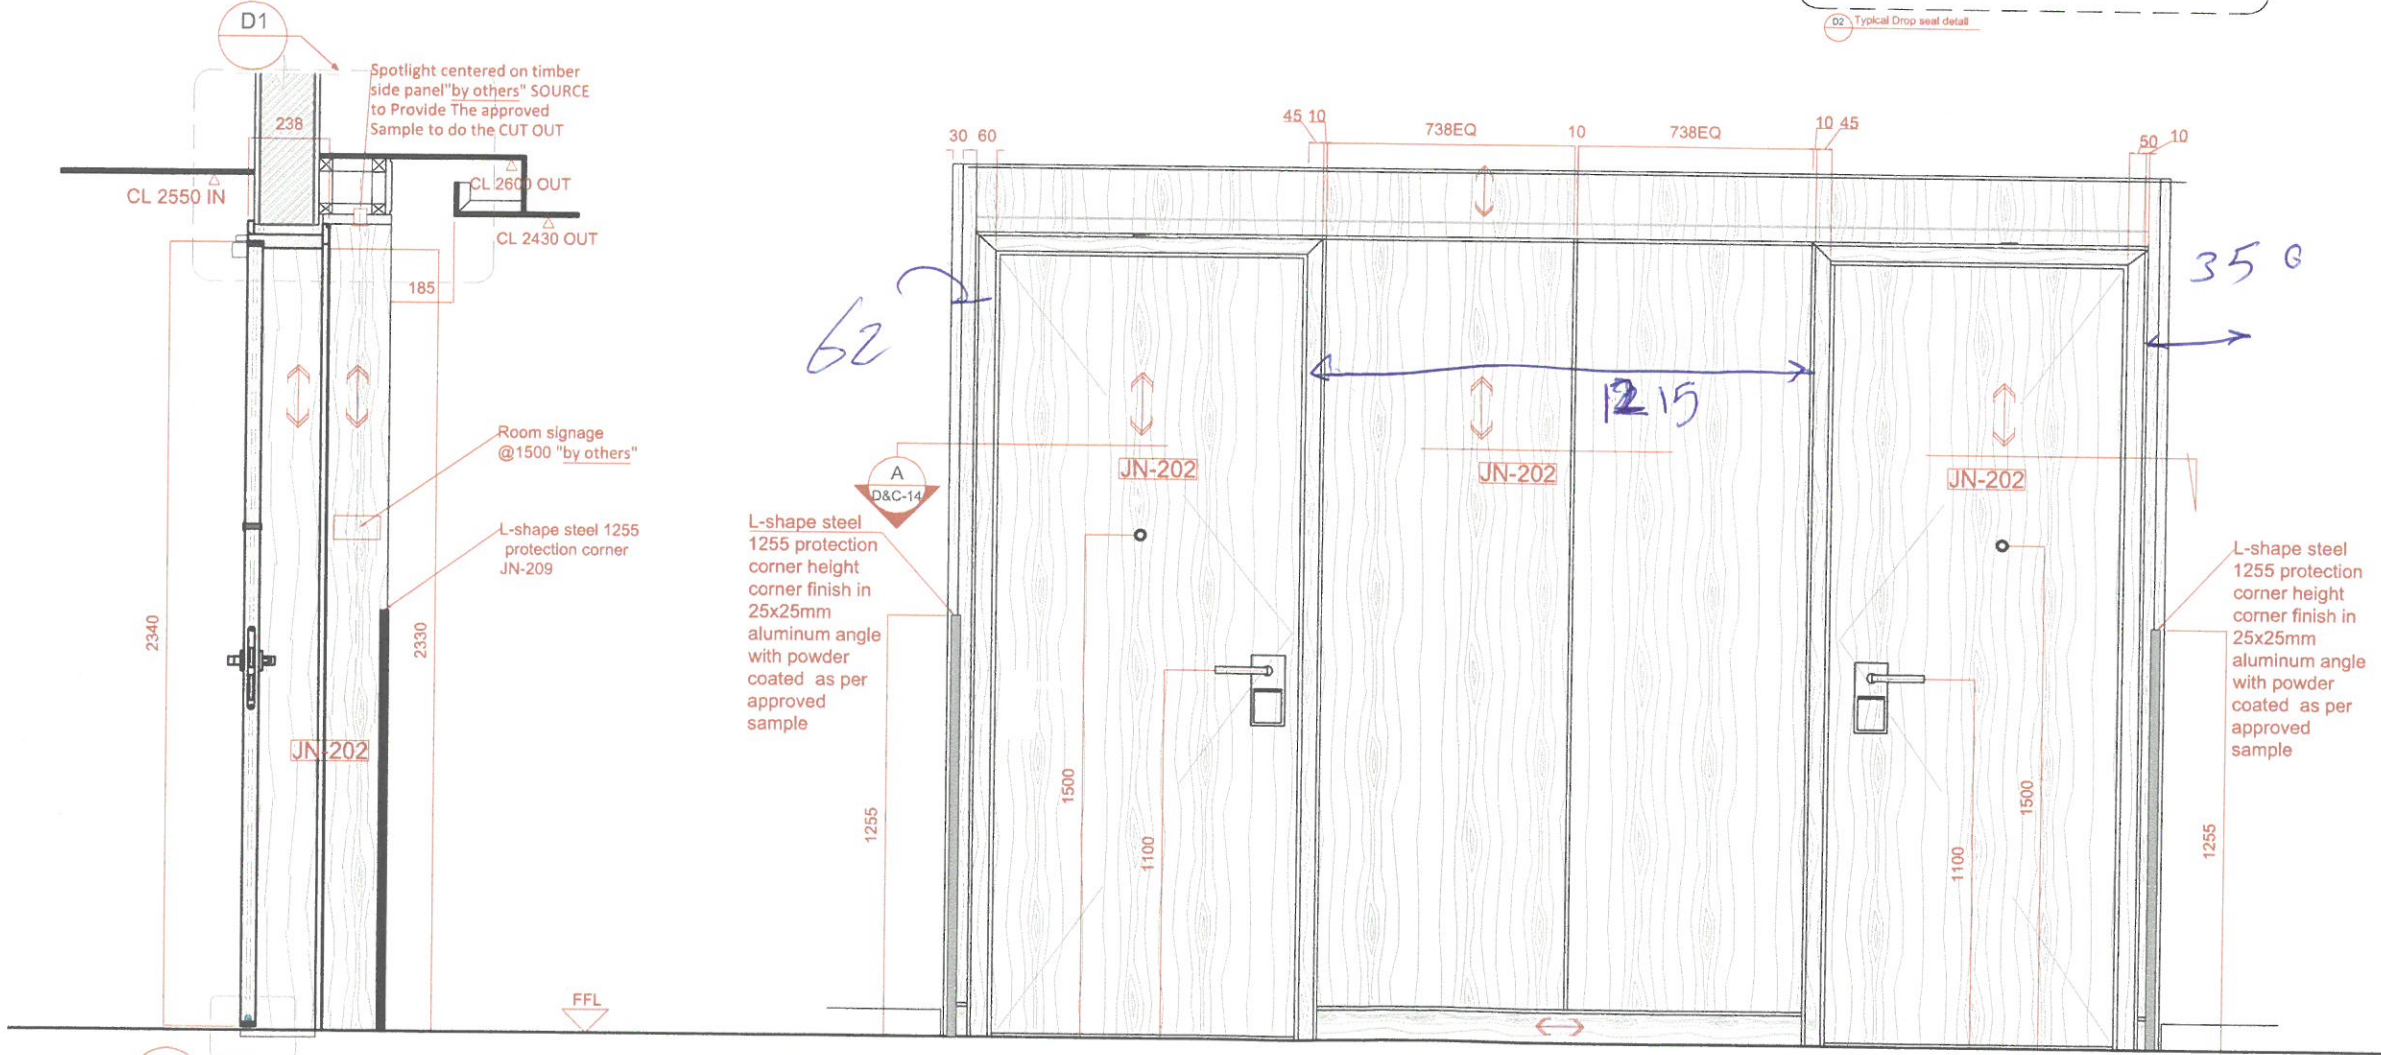 D1
Spotlight centered on timber
side panel"by others" SOURCE
to Provide The approved
Sample to do the CUT OUT
238
CL 2550 IN
CL 2600 OUT
CL 2430 OUT
185
2340
2330
Room signage
@1500 "by others"
L-shape steel 1255
protection corner
JN-209
JN-202
FFL
D2 Typical Drop seal detail
30 60
45 10
738EQ
10
738EQ
10 45
50 10
62
1215
35
A
D&C-14
JN-202
JN-202
JN-202
L-shape steel
1255 protection
corner height
corner finish in
25x25mm
aluminum angle
with powder
coated as per
approved
sample
1255
1500
1100
1100
1500
1255
L-shape steel
1255 protection
corner height
corner finish in
25x25mm
aluminum angle
with powder
coated as per
approved
sample